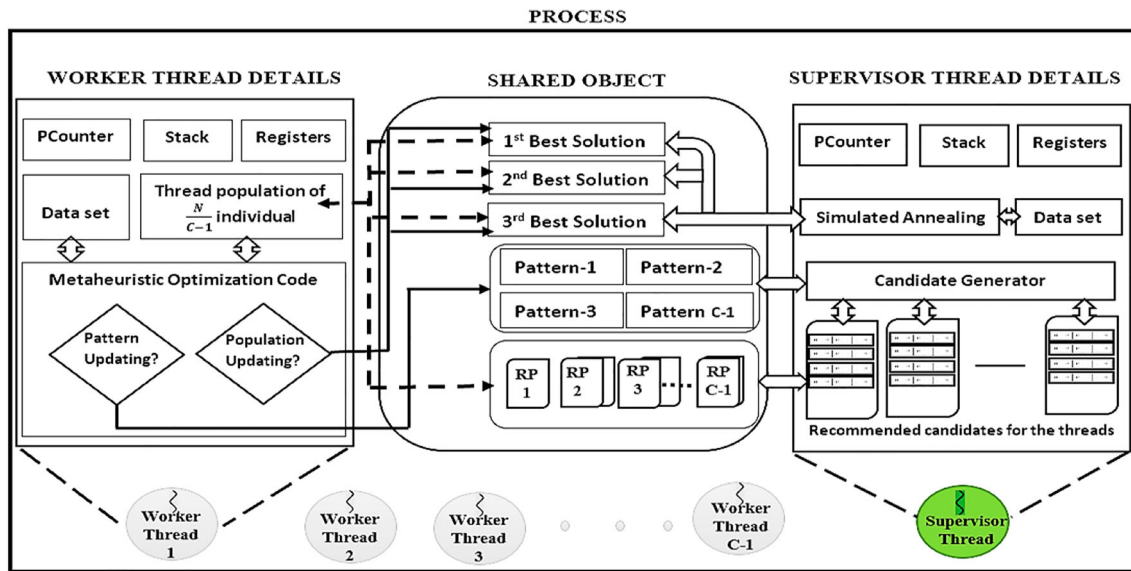 PROCESS
WORKER THREAD DETAILS
PCounter
Stack
Registers
Data set
Thread population of
N/C−1 individual
Metaheuristic Optimization Code
Pattern
Updating?
Population
Updating?
SHARED OBJECT
1st Best Solution
2nd Best Solution
3rd Best Solution
Pattern-1
Pattern-2
Pattern-3
Pattern C-1
RP
1
RP
2
RP
3
RP
C-1
SUPERVISOR THREAD DETAILS
PCounter
Stack
Registers
Simulated Annealing
Data set
Candidate Generator
Recommended candidates for the threads
Worker
Thread
1
Worker
Thread
2
Worker
Thread
3
Worker
Thread
C-1
Supervisor
Thread